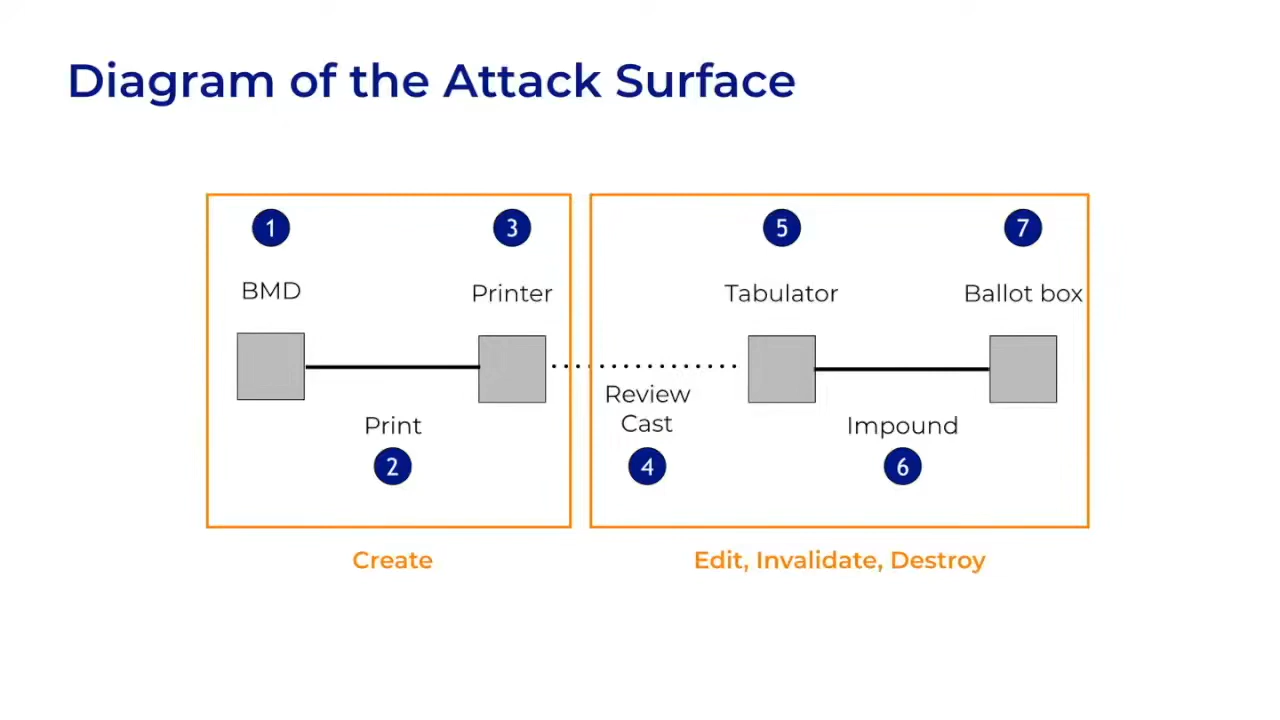 Diagram of the Attack Surface
1
3
5
7
BMD
Printer
Tabulator
Ballot box
Review
Cast
Print
Impound
2
4
6
Create
Edit, Invalidate, Destroy